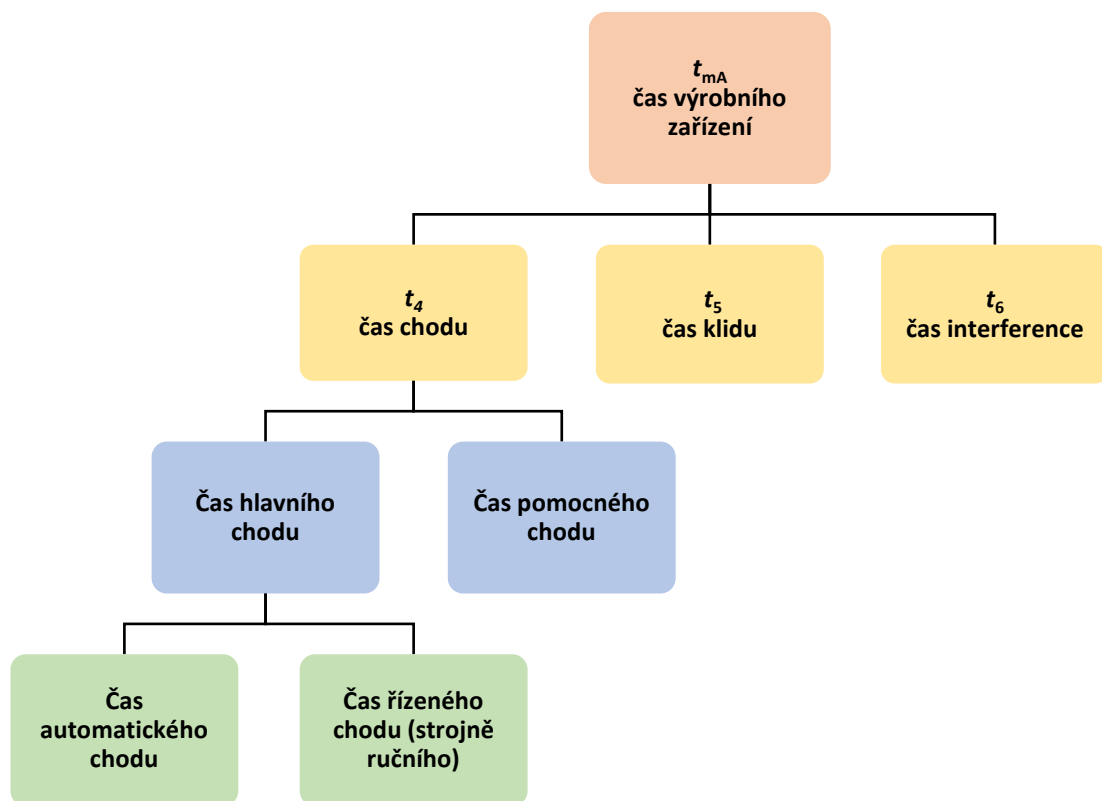 t_mA
čas výrobního
zařízení
t_4
čas chodu
t_5
čas klidu
t_6
čas interference
Čas hlavního
chodu
Čas pomocného
chodu
Čas
automatického
chodu
Čas řízeného
chodu (strojně
ručního)